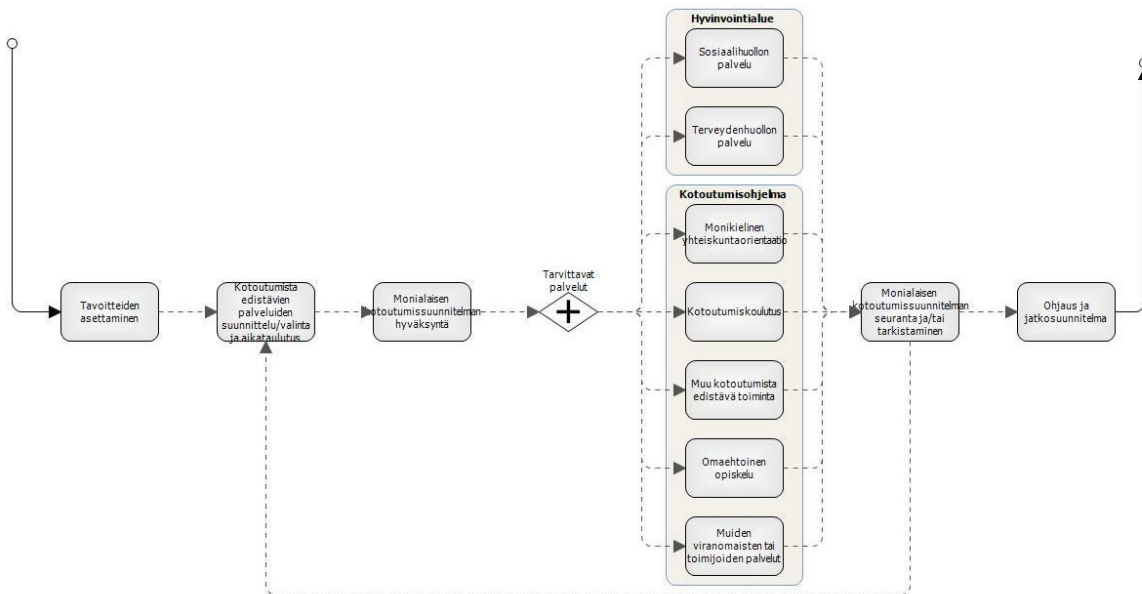 Tavoitteiden
asettaminen
Kotoutumista
edistävien
palveluiden
suunnittelu/valinta
ja aikataulutus
Monialaisen
kotoutumissuunnitelman
hyväksyntä
Tarvittavat
palvelut
Hyvinvointialue
Sosiaalihuollon
palvelu
Terveydenhuollon
palvelu
Kotoutumisohjelma
Monikielinen
yhteiskuntaorientaatio
Kotoutumiskoulutus
Muu kotoutumista
edistävä toiminta
Omaehtoinen
opiskelu
Muiden
viranomaisten tai
toimijoiden palvelut
Monialaisen
kotoutumissuunnitelman
seuranta ja/tai
tarkistaminen
Ohjaus ja
jatkosuunnitelma